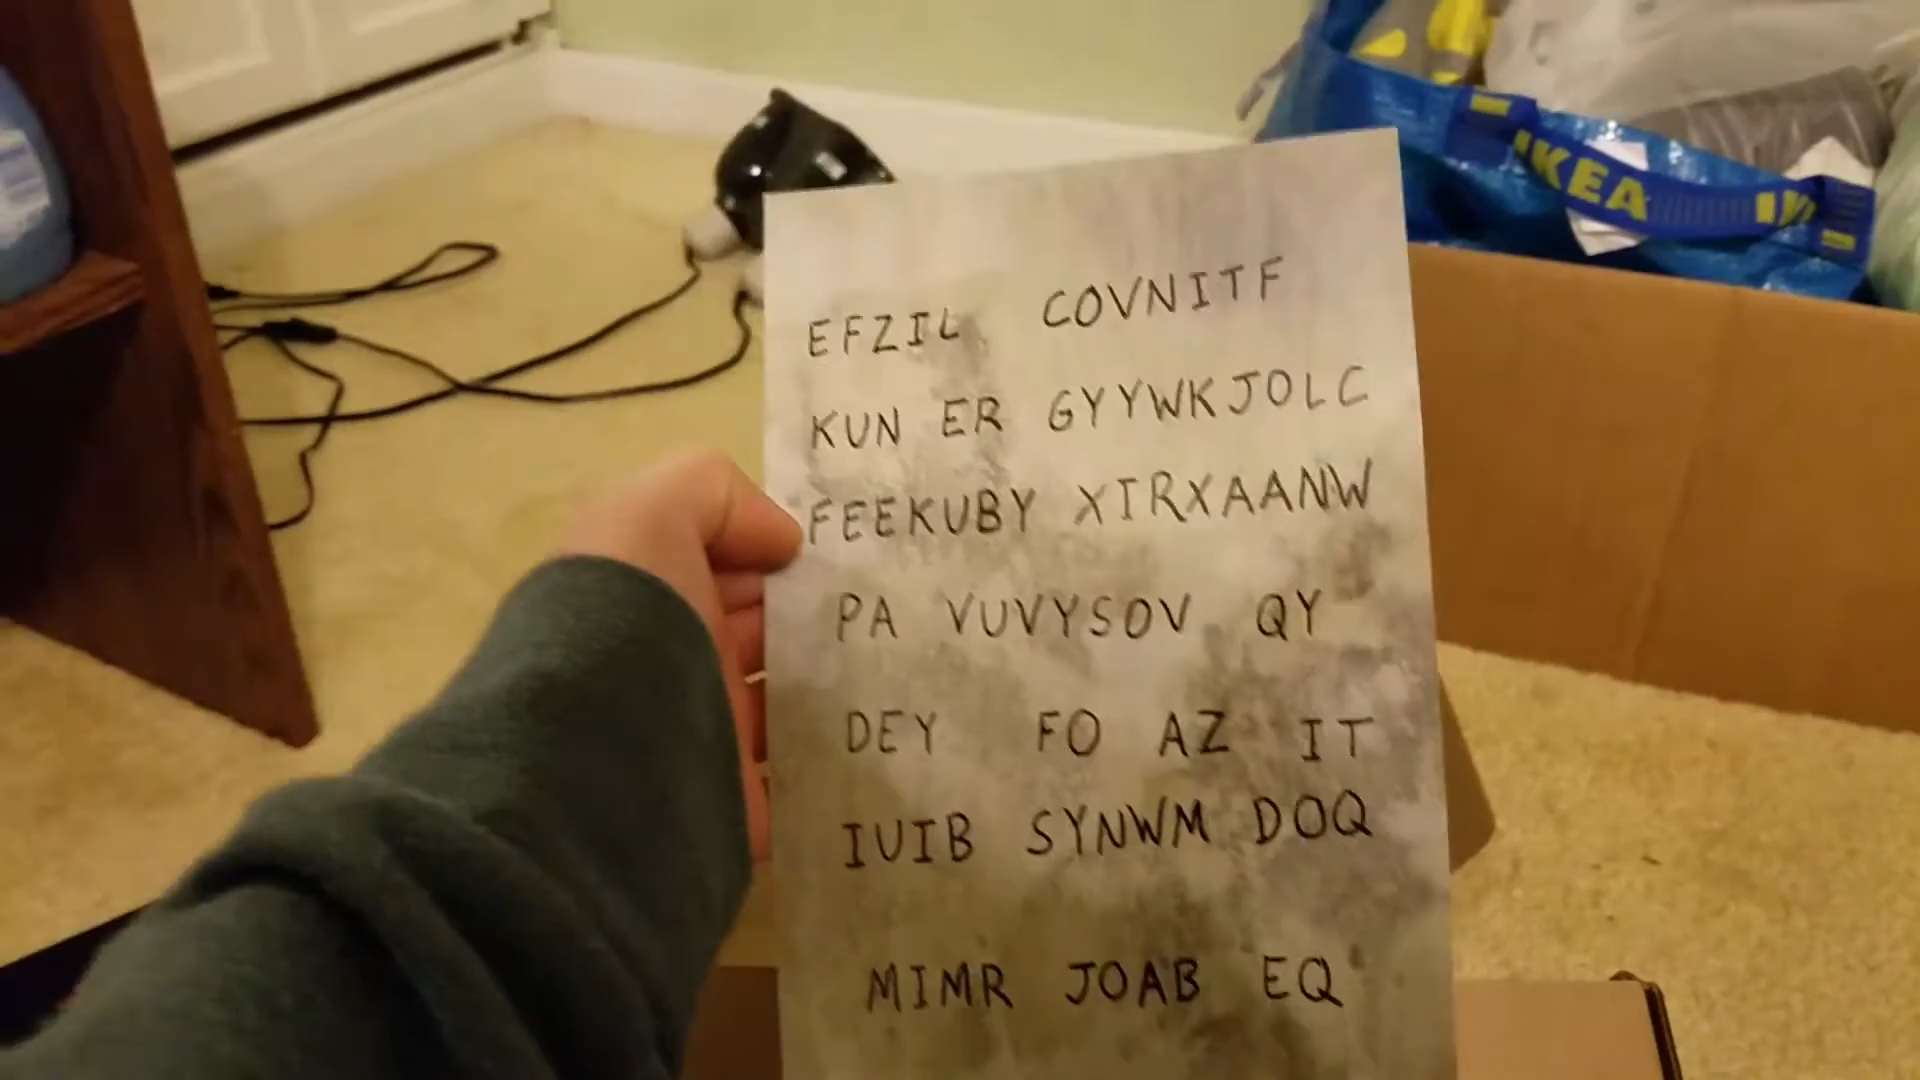 IKEA
EFZIL COVNITF
KUN ER GYYWKJOLC
FEEKUBY XIRXAANW
PA VUVYSOV QY
DEY FO AZ IT
IUIB SYNWM DOQ
MIMR JOAB EQ